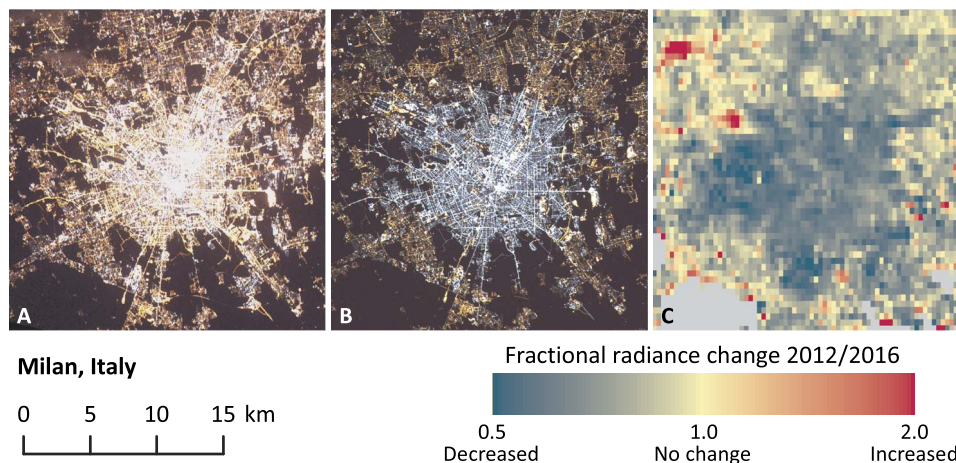 A
B
C
Milan, Italy
0 5 10 15 km
Fractional radiance change 2012/2016
0.5 1.0 2.0
Decreased No change Increased